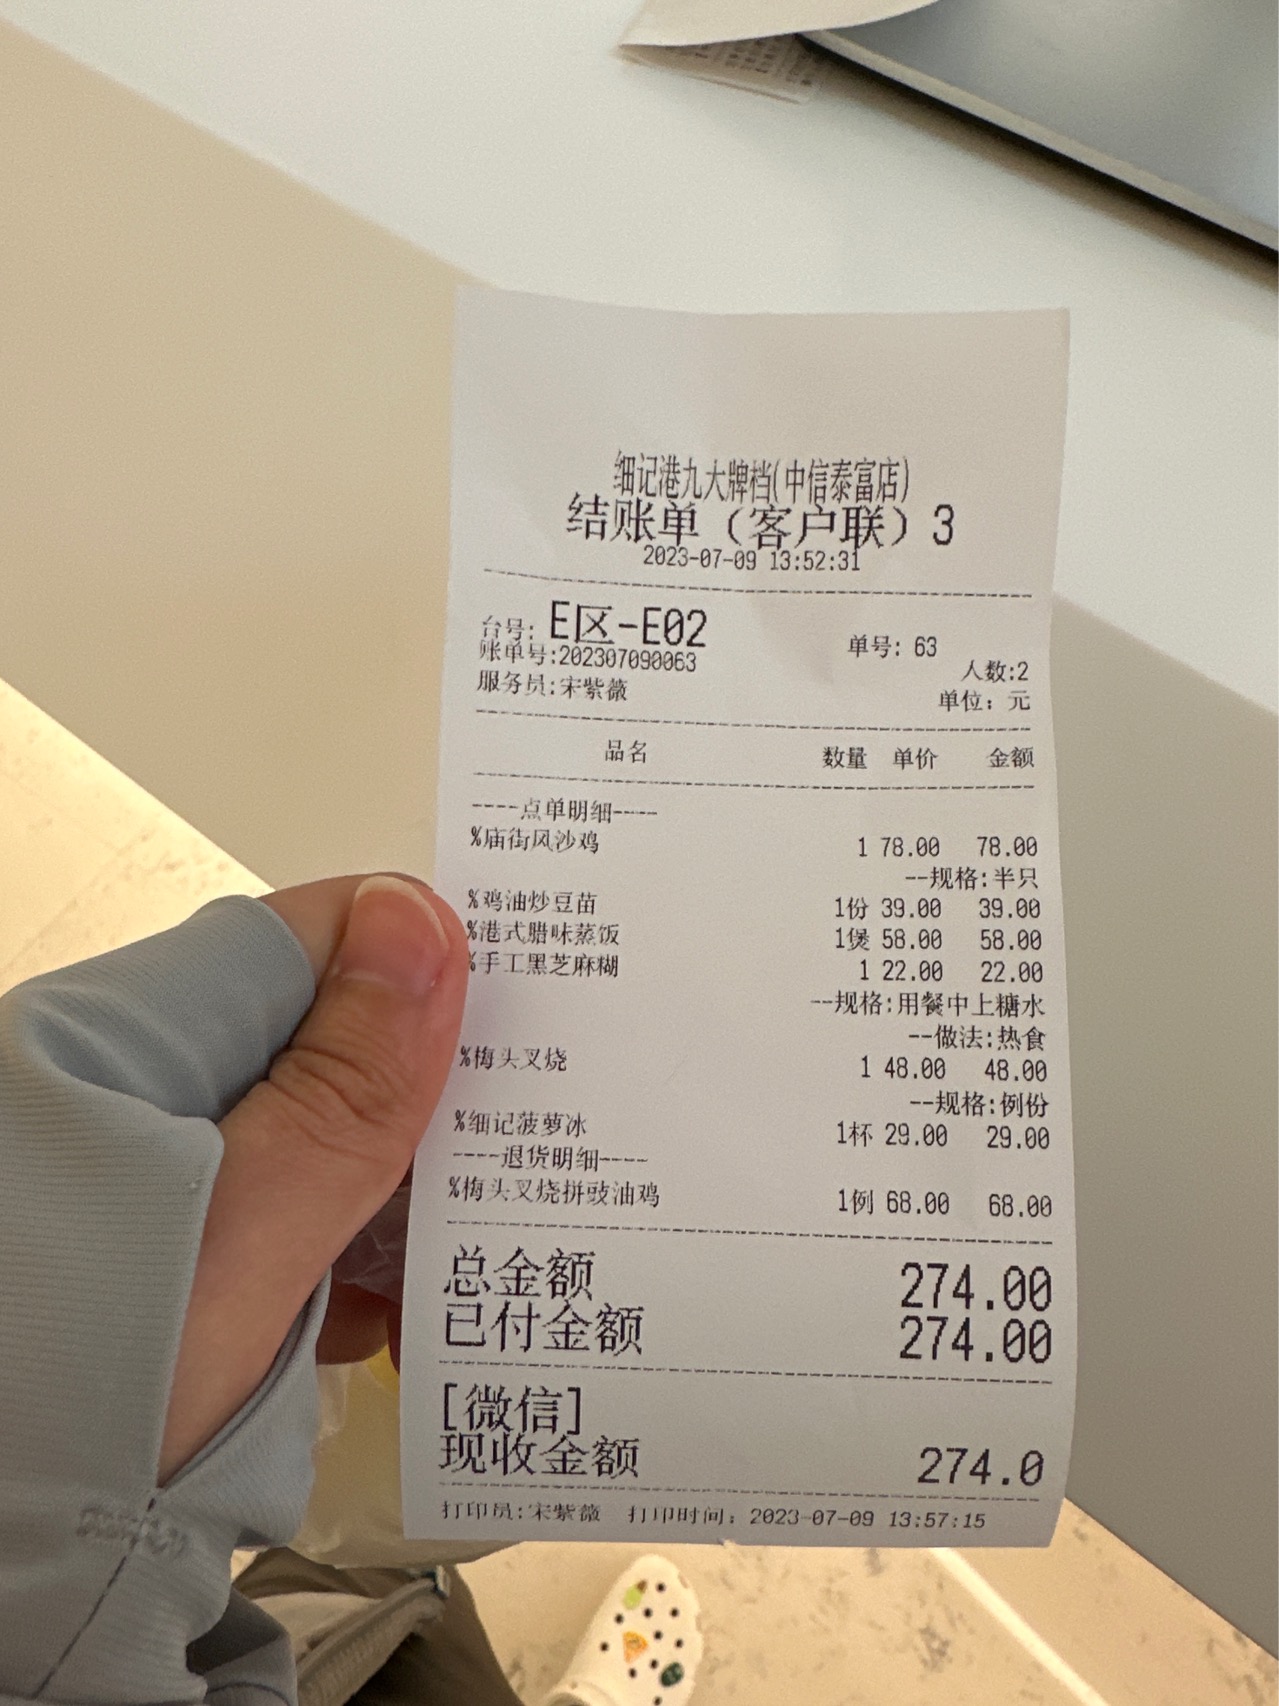 细记港九大牌档(中信泰富店)
结账单（客户联）3
2023-07-09 13:52:31
台号: E区-E02
单号: 63
账单号:202307090063
人数:2
服务员:宋紫薇
单位: 元
品名 数量 单价 金额
----点单明细----
%庙街风沙鸡 1 78.00 78.00
--规格:半只
%鸡油炒豆苗 1份 39.00 39.00
%港式腊味蒸饭 1煲 58.00 58.00
%手工黑芝麻糊 1 22.00 22.00
--规格:用餐中上糖水
--做法:热食
%梅头叉烧 1 48.00 48.00
--规格:例份
%细记菠萝冰 1杯 29.00 29.00
----退货明细----
%梅头叉烧拼豉油鸡 1例 68.00 68.00
总金额 274.00
已付金额 274.00
[微信]
现收金额 274.0
打印员:宋紫薇 打印时间: 2023-07-09 13:57:15